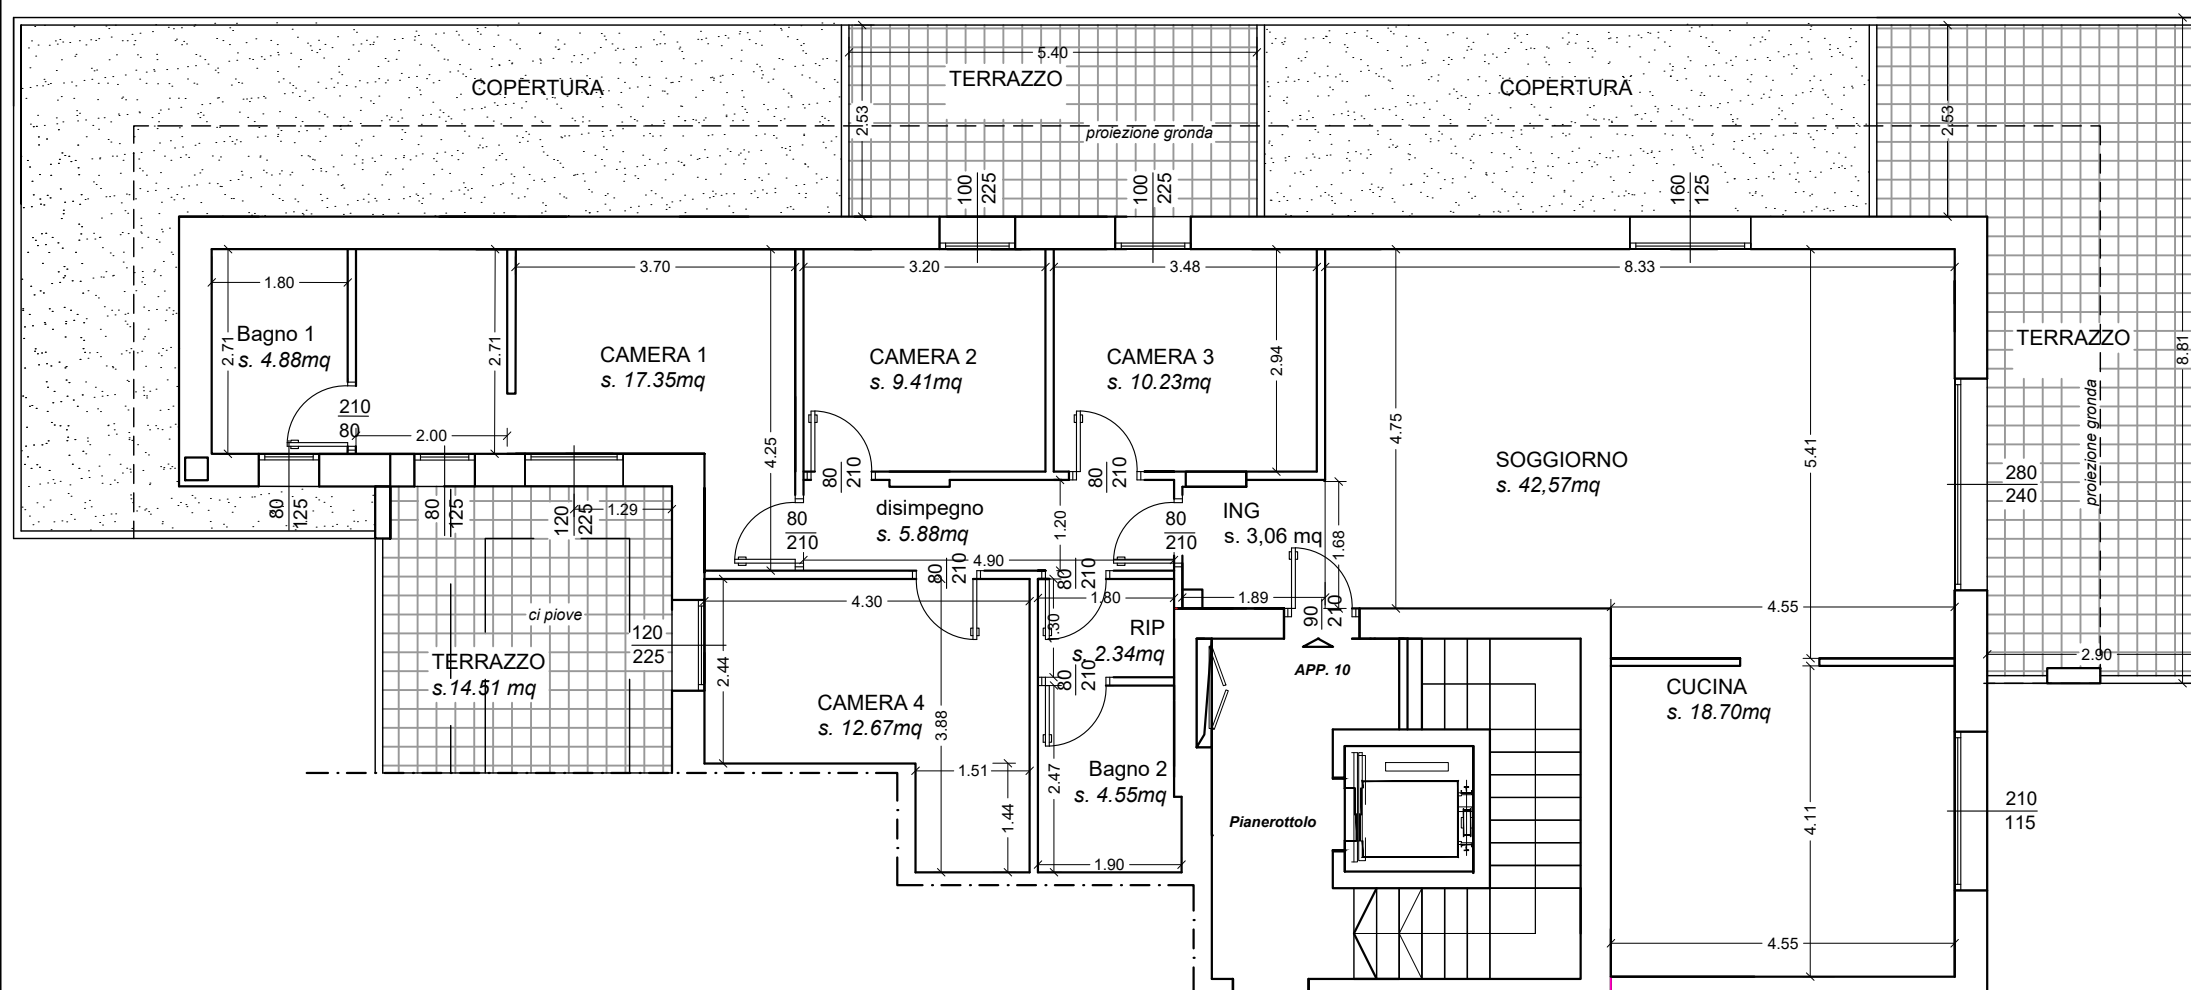 5.40
COPERTURA
TERRAZZO
COPERTURA
2.53
proiezione gronda
2.53
100
225
100
225
160
125
3.70
3.20
3.48
8.33
1.80
Bagno 1
s. 4.88mq
2.71
2.71
CAMERA 1
s. 17.35mq
CAMERA 2
s. 9.41mq
CAMERA 3
s. 10.23mq
2.94
TERRAZZO
8.81
proiezione gronda
210
80
2.00
4.25
4.75
5.41
80
210
80
210
SOGGIORNO
s. 42,57mq
280
240
80
125
80
125
120
225
1.29
80
210
disimpegno
s. 5.88mq
1.20
80
210
ING
s. 3,06 mq
1.68
4.90
80
210
80
210
4.30
1.80
1.89
90
210
4.55
ci piove
120
225
.30
RIP
s. 2.34mq
TERRAZZO
s.14.51 mq
2.44
80
210
APP. 10
2.90
CUCINA
s. 18.70mq
CAMERA 4
s. 12.67mq
3.88
1.51
1.44
Bagno 2
s. 4.55mq
2.47
1.90
Pianerottolo
4.11
210
115
4.55